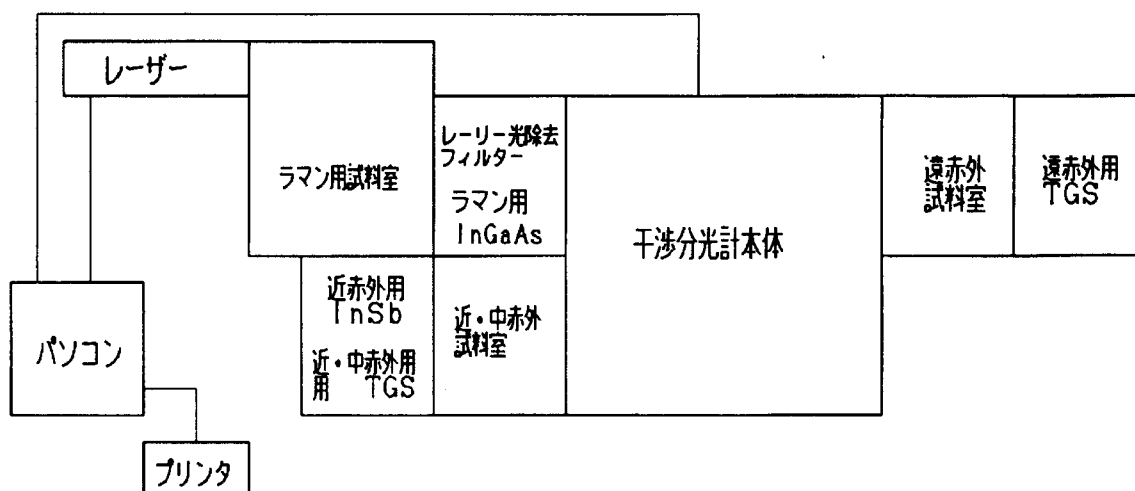 レーザー
ラマン用試料室
レーリー光除去
フィルター
ラマン用
InGaAs
干渉分光計本体
遠赤外
試料室
遠赤外用
TGS
近赤外用
InSb
近・中赤外用
用 TGS
近・中赤外
試料室
パソコン
プリンタ